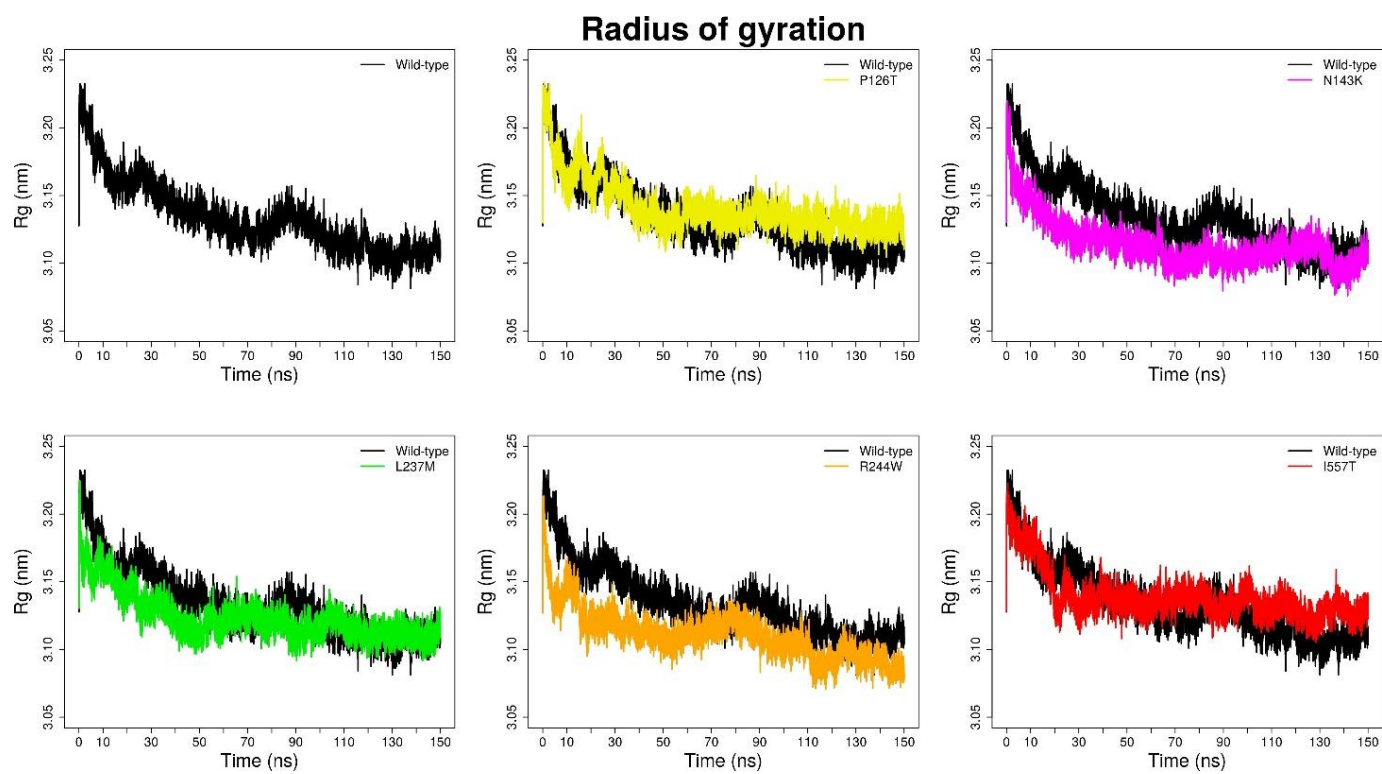 Radius of gyration
Wild-type
3.25
3.20
3.15
3.10
3.05
Rg (nm)
0 10 30 50 70 90 110 130 150
Time (ns)
Wild-type
P126T
3.25
3.20
3.15
3.10
3.05
Rg (nm)
0 10 30 50 70 90 110 130 150
Time (ns)
Wild-type
N143K
3.25
3.20
3.15
3.10
3.05
Rg (nm)
0 10 30 50 70 90 110 130 150
Time (ns)
Wild-type
L237M
3.25
3.20
3.15
3.10
3.05
Rg (nm)
0 10 30 50 70 90 110 130 150
Time (ns)
Wild-type
R244W
3.25
3.20
3.15
3.10
3.05
Rg (nm)
0 10 30 50 70 90 110 130 150
Time (ns)
Wild-type
I557T
3.25
3.20
3.15
3.10
3.05
Rg (nm)
0 10 30 50 70 90 110 130 150
Time (ns)